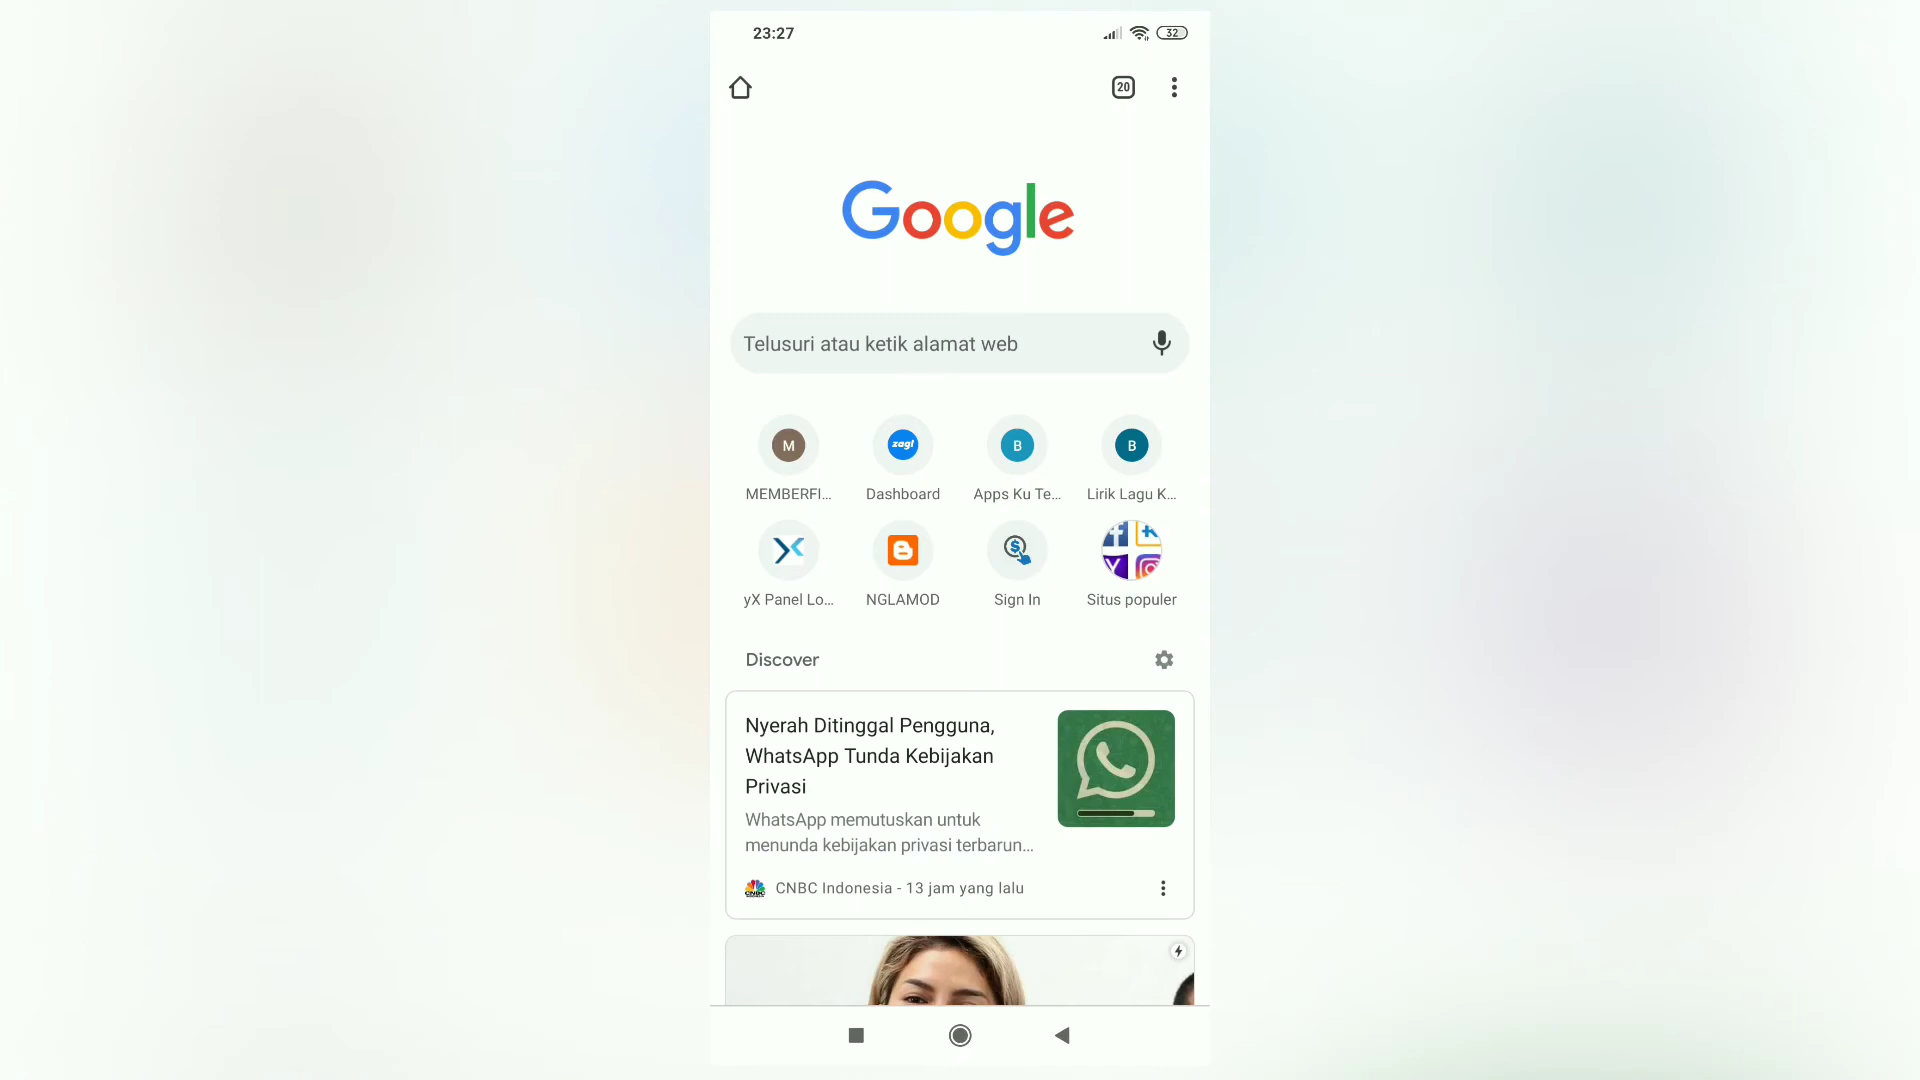 23:27
32
20
Google
Telusuri atau ketik alamat web
M
zagl
B
B
MEMBERFI...
Dashboard
Apps Ku Te...
Lirik Lagu K...
yX Panel Lo...
NGLAMOD
Sign In
Situs populer
Discover
Nyerah Ditinggal Pengguna,
WhatsApp Tunda Kebijakan
Privasi
WhatsApp memutuskan untuk
menunda kebijakan privasi terbarun...
CNBC Indonesia - 13 jam yang lalu